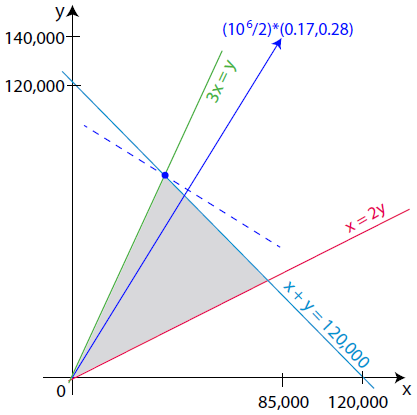 y
(10⁶/2)*(0.17,0.28)
140,000
3x = y
120,000
x = 2y
x + y = 120,000
0
85,000
120,000
x